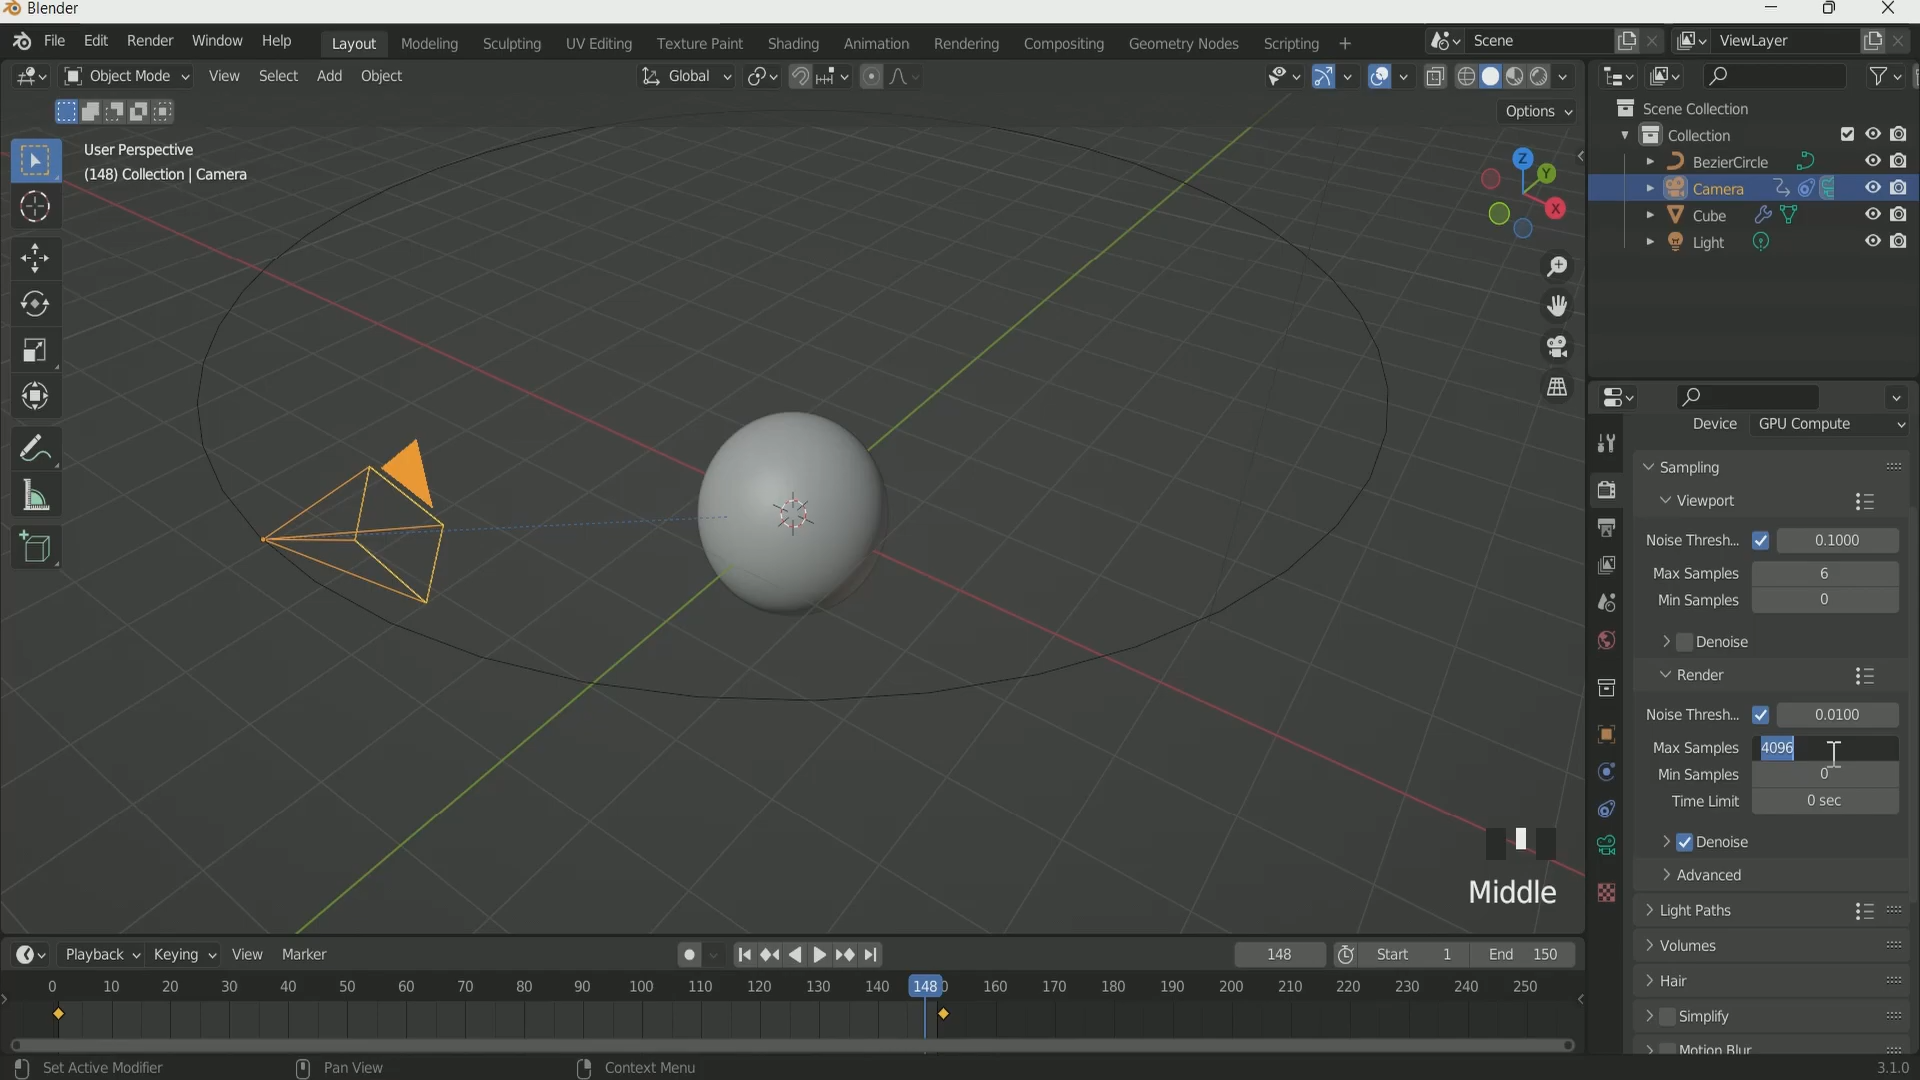 Blender
File Edit Render Window Help Layout Modeling Sculpting UV Editing Texture Paint Shading Animation Rendering Compositing Geometry Nodes Scripting + Scene ViewLayer
Object Mode View Select Add Object Global
Options
User Perspective
(148) Collection | Camera
Z
Y
X
Scene Collection
Collection
BezierCircle
Camera
Cube
Light
Device GPU Compute
Sampling
Viewport
Noise Thresh... 0.1000
Max Samples 6
Min Samples 0
Denoise
Render
Noise Thresh... 0.0100
Max Samples 4096
Min Samples 0
Time Limit 0 sec
Denoise
Advanced
Light Paths
Volumes
Hair
Simplify
Motion Blur
Middle
Playback Keying View Marker 148 Start 1 End 150
0 10 20 30 40 50 60 70 80 90 100 110 120 130 140 148 0 160 170 180 190 200 210 220 230 240 250
Set Active Modifier Pan View Context Menu 3.1.0